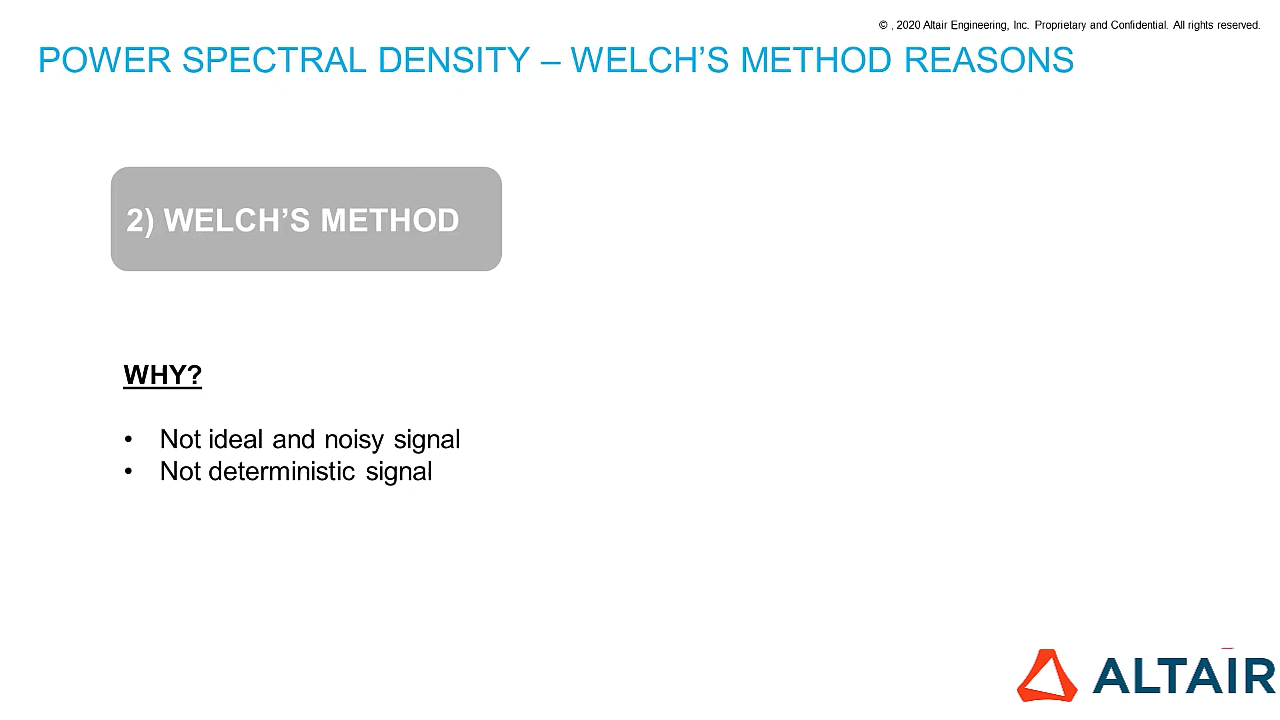 © , 2020 Altair Engineering, Inc. Proprietary and Confidential. All rights reserved.
POWER SPECTRAL DENSITY – WELCH’S METHOD REASONS
2) WELCH’S METHOD
WHY?
• Not ideal and noisy signal
• Not deterministic signal
ALTAIR